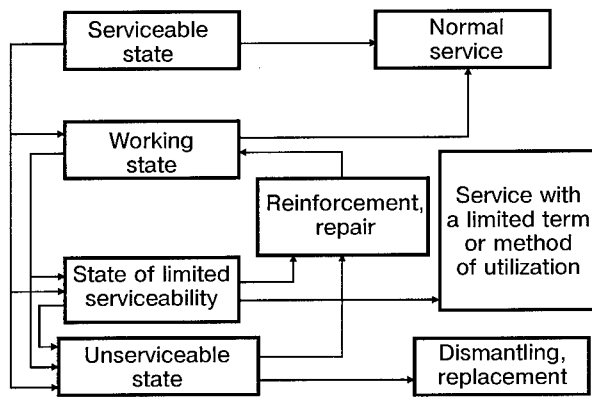 Serviceable
state
Normal
service
Working
state
Reinforcement,
repair
Service with
a limited term
or method
of utilization
State of limited
serviceability
Unserviceable
state
Dismantling,
replacement